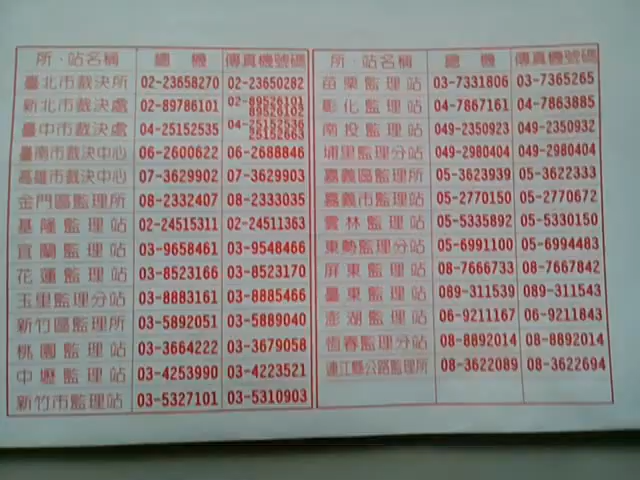 所、站名稱 總機 傳真機號碼
臺北市裁決所 02-23658270 02-23650282
新北市裁決處 02-89786101 02-89526101
89526102
臺中市裁決處 04-25152535 04-25152536
25152263
臺南市裁決中心 06-2600622 06-2688846
高雄市裁決中心 07-3629902 07-3629903
金門區監理所 08-2332407 08-2333035
基隆監理站 02-24515311 02-24511363
宜蘭監理站 03-9658461 03-9548466
花蓮監理站 03-8523166 03-8523170
玉里監理分站 03-8883161 03-8885466
新竹區監理所 03-5892051 03-5889040
桃園監理站 03-3664222 03-3679058
中壢監理站 03-4253990 03-4223521
新竹市監理站 03-5327101 03-5310903
所、站名稱 總機 傳真機號碼
苗栗監理站 03-7331806 03-7365265
彰化監理站 04-7867161 04-7863885
南投監理站 049-2350923 049-2350932
埔里監理分站 049-2980404 049-2980404
嘉義區監理所 05-3623939 05-3622333
嘉義市監理站 05-2770150 05-2770672
雲林監理站 05-5335892 05-5330150
東勢監理分站 05-6991100 05-6994483
屏東監理站 08-7666733 08-7667842
臺東監理站 089-311539 089-311543
澎湖監理站 06-9211167 06-9211843
恆春監理分站 08-8892014 08-8892014
連江縣公路監理所 08-3622089 08-3622694